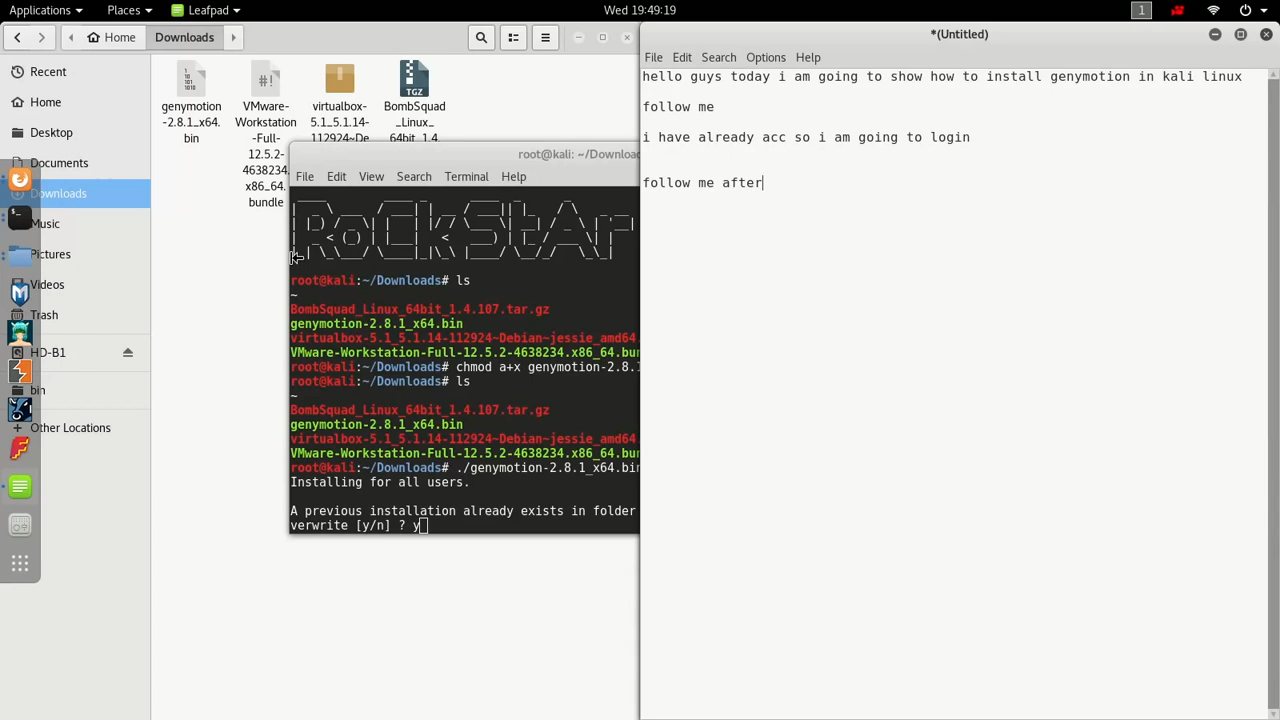 Applications
Places
Leafpad
Wed 19:49:19
1
Home
Downloads
Recent
Home
Desktop
Documents
Downloads
Music
Pictures
Videos
Trash
HD-B1
bin
Other Locations
genymotion
-2.8.1_x64.
bin
#!
VMware-
Workstation
-Full-
12.5.2-
4638234.
x86_64.
bundle
virtualbox-
5.1_5.1.14-
112924~De
TGZ
BombSquad
_Linux_
64bit_1.4.
root@kali: ~/Downloa
File Edit View Search Terminal Help
root@kali:~/Downloads# ls
~
BombSquad_Linux_64bit_1.4.107.tar.gz
genymotion-2.8.1_x64.bin
virtualbox-5.1_5.1.14-112924~Debian~jessie_amd64.
VMware-Workstation-Full-12.5.2-4638234.x86_64.bun
root@kali:~/Downloads# chmod a+x genymotion-2.8.1
root@kali:~/Downloads# ls
~
BombSquad_Linux_64bit_1.4.107.tar.gz
genymotion-2.8.1_x64.bin
virtualbox-5.1_5.1.14-112924~Debian~jessie_amd64.
VMware-Workstation-Full-12.5.2-4638234.x86_64.bun
root@kali:~/Downloads# ./genymotion-2.8.1_x64.bin
Installing for all users.
A previous installation already exists in folder
verwrite [y/n] ? y
*(Untitled)
File Edit Search Options Help
hello guys today i am going to show how to install genymotion in kali linux
follow me
i have already acc so i am going to login
follow me after